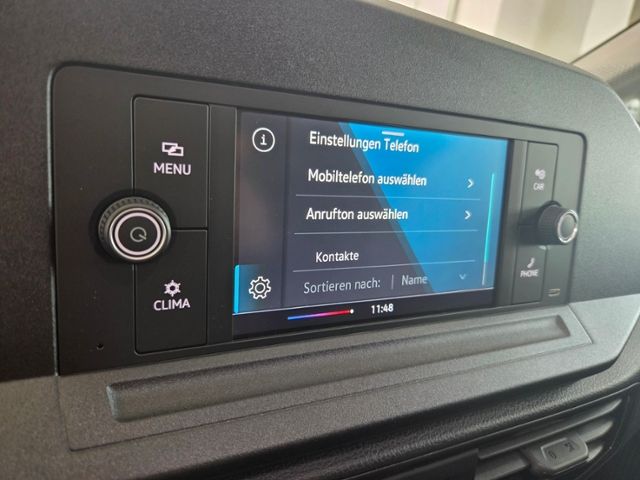 MENU
CLIMA
Einstellungen Telefon
Mobiltelefon auswählen
Anrufton auswählen
Kontakte
Sortieren nach: Name
11:48
CAR
PHONE